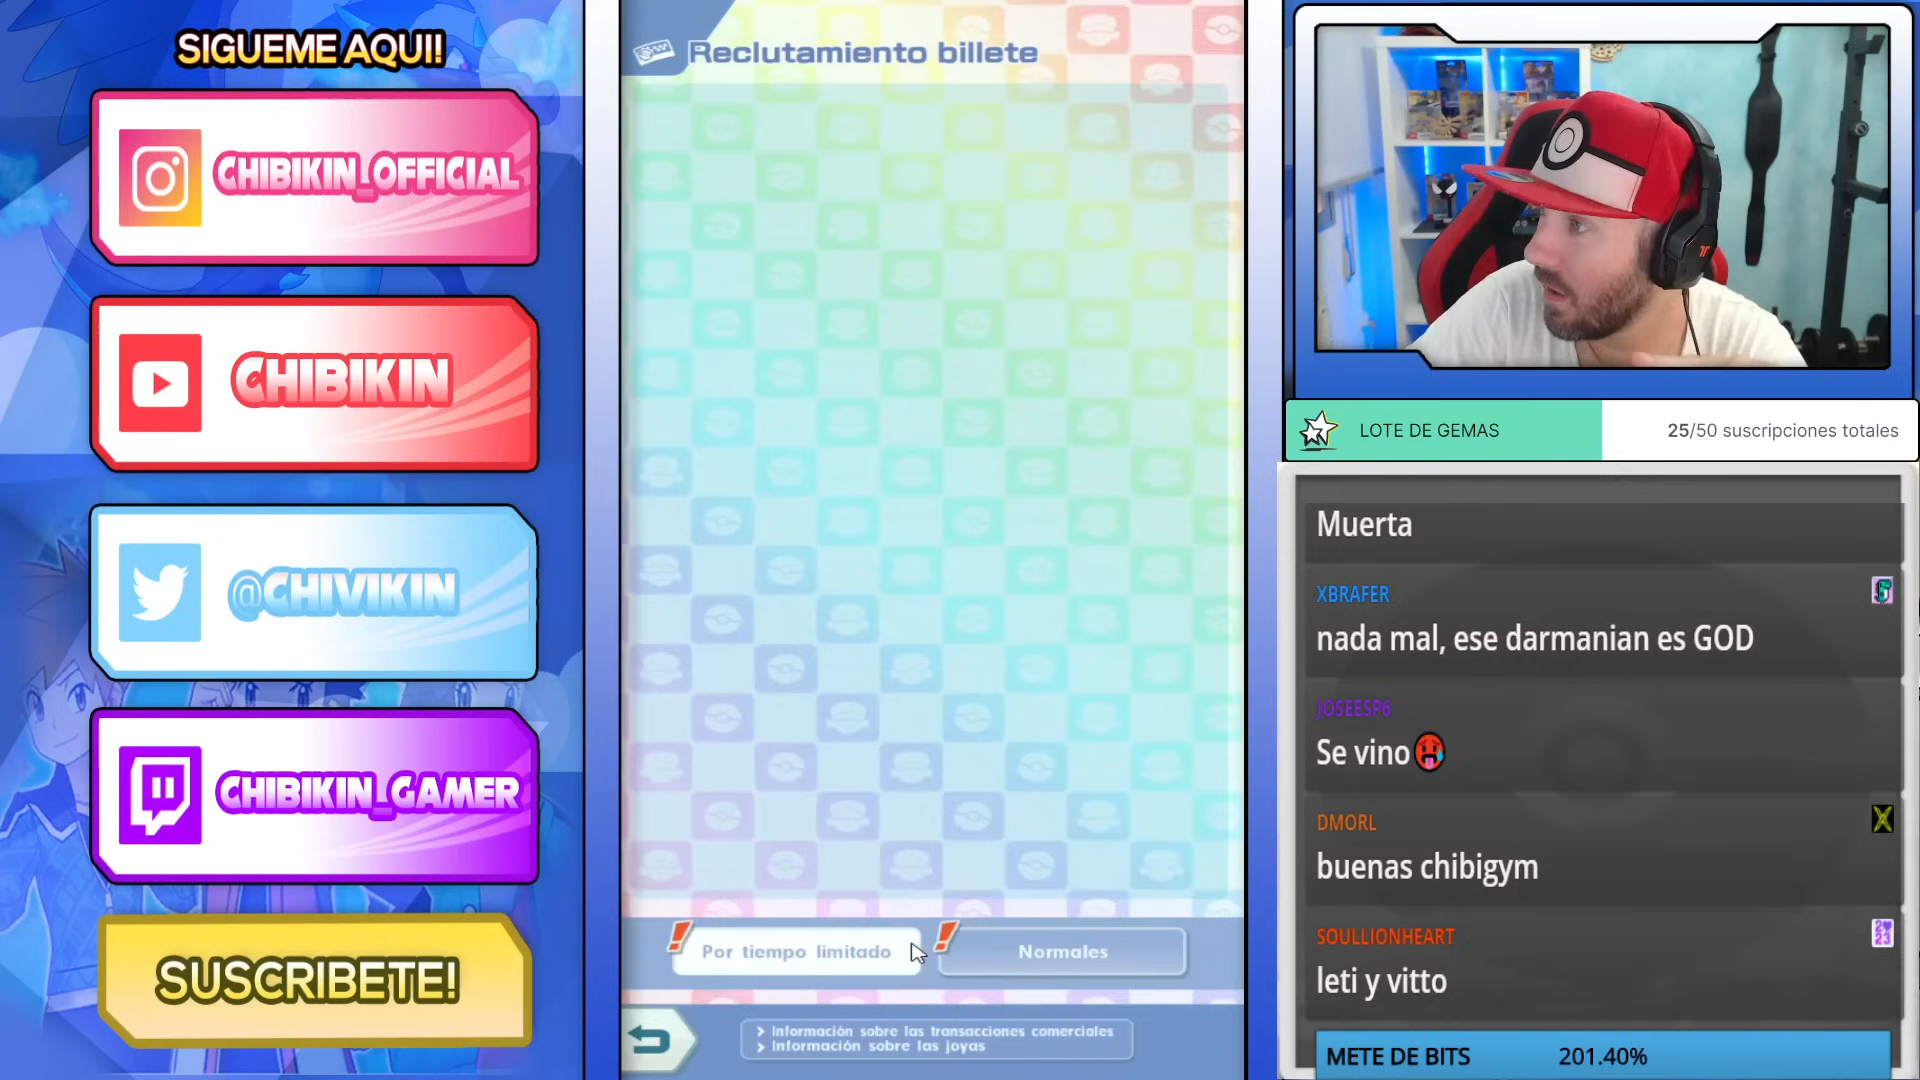 SIGUEME AQUI!
CHIBIKIN_OFFICIAL
CHIBIKIN
@CHIVIKIN
CHIBIKIN_GAMER
SUSCRIBETE!
Reclutamiento billete
Por tiempo limitado
Normales
> Información sobre las transacciones comerciales
> Información sobre las joyas
LOTE DE GEMAS
25/50 suscripciones totales
Muerta
XBRAFER
nada mal, ese darmanian es GOD
JOSEESP6
Se vino
DMORL
buenas chibigym
SOULLIONHEART
leti y vitto
METE DE BITS 201.40%